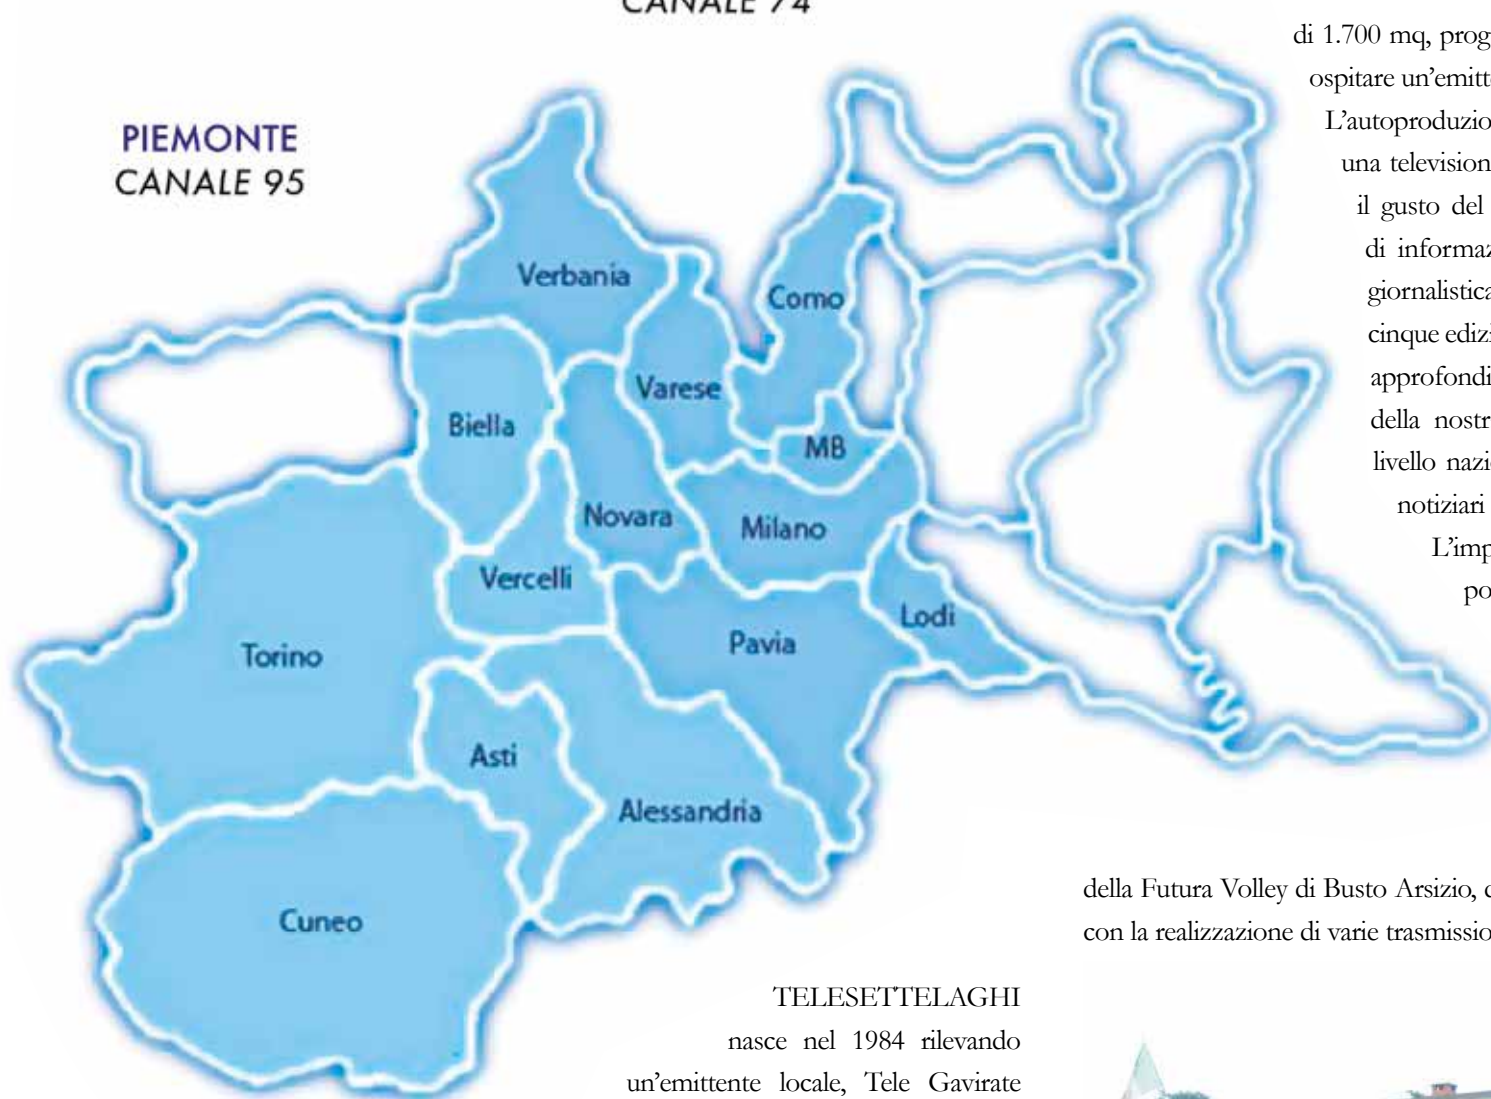 CANALE 74
PIEMONTE
CANALE 95
Verbania
Como
Varese
Biella
MB
Novara
Milano
Vercelli
Lodi
Pavia
Torino
Asti
Alessandria
Cuneo
di 1.700 mq, prog
ospitare un’emitt
L’autoproduzio
una television
il gusto del
di informaz
giornalistica
cinque edizi
approfondi
della nostr
livello nazi
notiziari
L’imp
po
della Futura Volley di Busto Arsizio, c
con la realizzazione di varie trasmissio
TELESETTELAGHI
nasce nel 1984 rilevando
un’emittente locale, Tele Gavirate